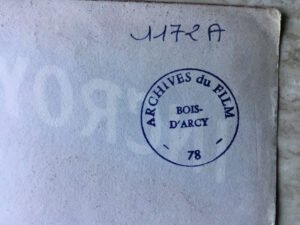 1172A
ARCHIVES du FILM
BOIS-
D'ARCY
- 78 -